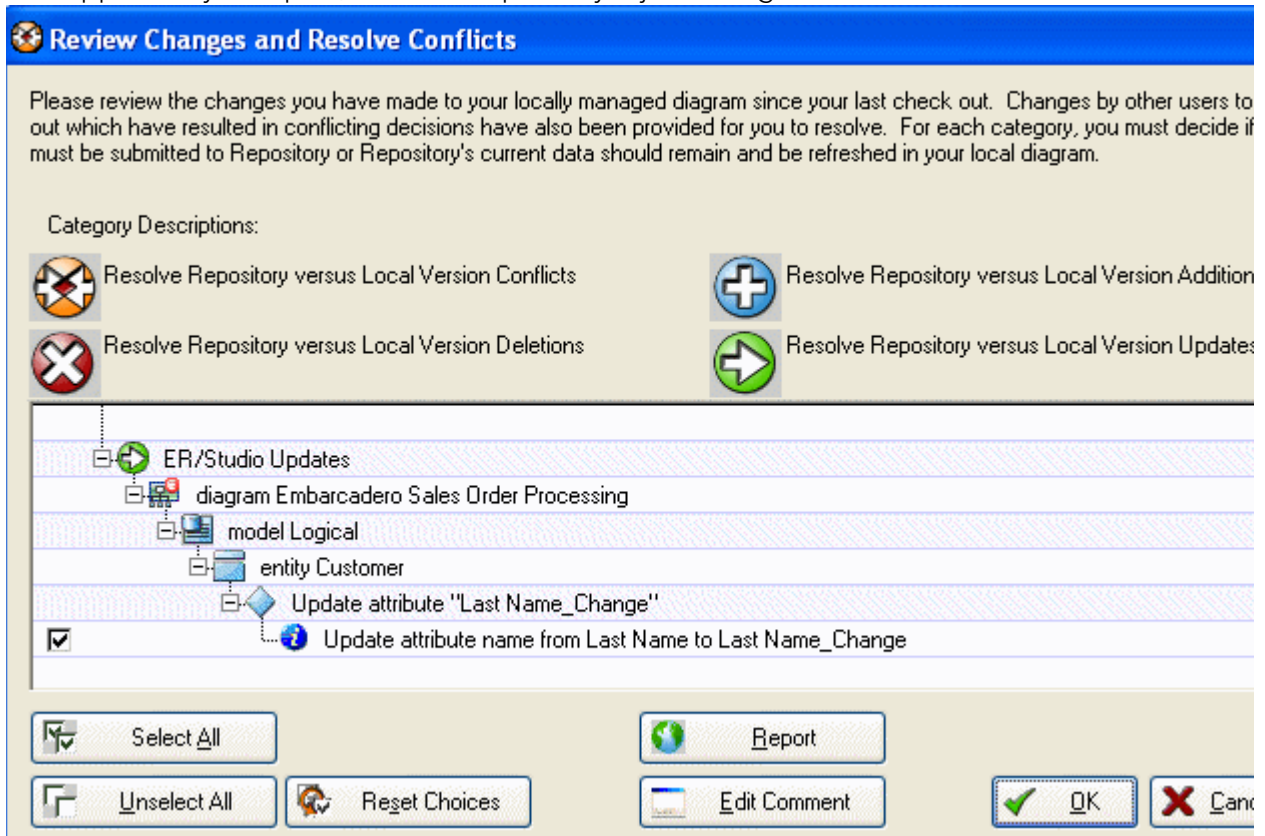 Review Changes and Resolve Conflicts
Please review the changes you have made to your locally managed diagram since your last check out. Changes by other users to
out which have resulted in conflicting decisions have also been provided for you to resolve. For each category, you must decide if
must be submitted to Repository or Repository's current data should remain and be refreshed in your local diagram.
Category Descriptions:
Resolve Repository versus Local Version Conflicts
Resolve Repository versus Local Version Addition
Resolve Repository versus Local Version Deletions
Resolve Repository versus Local Version Updates
ER/Studio Updates
diagram Embarcadero Sales Order Processing
model Logical
entity Customer
Update attribute "Last Name_Change"
Update attribute name from Last Name to Last Name_Change
Select All
Report
Unselect All
Reset Choices
Edit Comment
OK
Canc